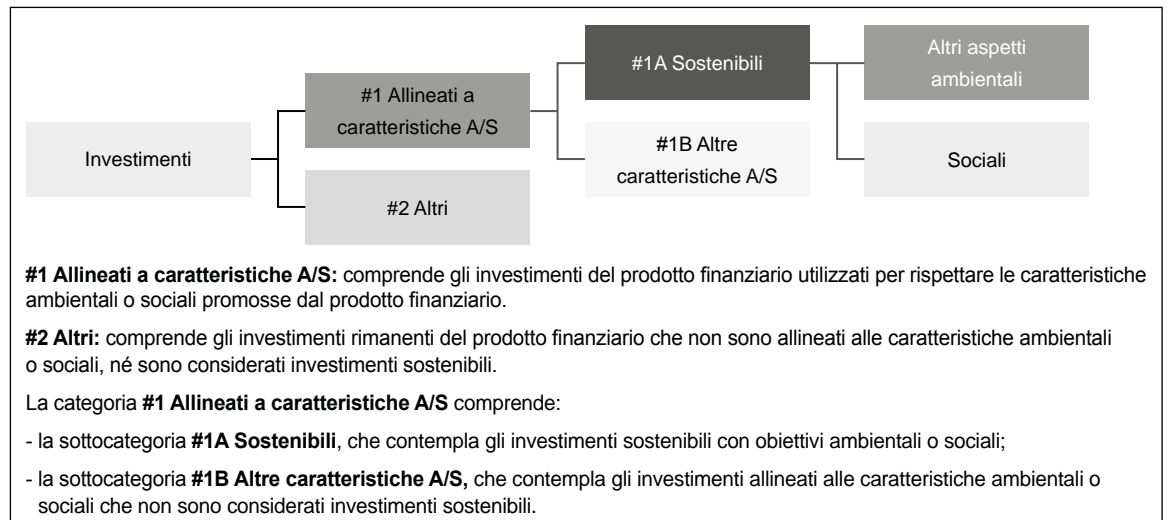 Investimenti
#1 Allineati a
caratteristiche A/S
#2 Altri
#1A Sostenibili
#1B Altre
caratteristiche A/S
Altri aspetti
ambientali
Sociali
#1 Allineati a caratteristiche A/S: comprende gli investimenti del prodotto finanziario utilizzati per rispettare le caratteristiche
ambientali o sociali promosse dal prodotto finanziario.
#2 Altri: comprende gli investimenti rimanenti del prodotto finanziario che non sono allineati alle caratteristiche ambientali
o sociali, né sono considerati investimenti sostenibili.
La categoria #1 Allineati a caratteristiche A/S comprende:
- la sottocategoria #1A Sostenibili, che contempla gli investimenti sostenibili con obiettivi ambientali o sociali;
- la sottocategoria #1B Altre caratteristiche A/S, che contempla gli investimenti allineati alle caratteristiche ambientali o
sociali che non sono considerati investimenti sostenibili.